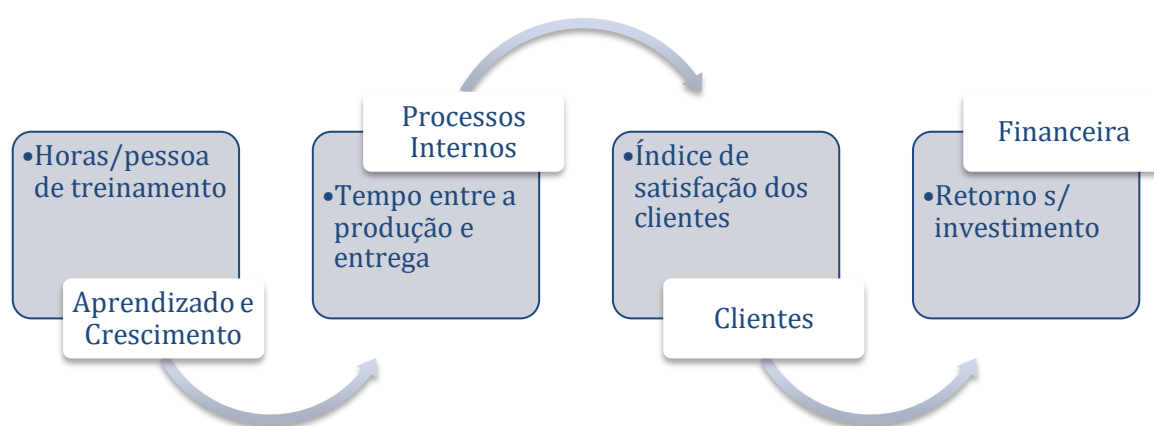 •Horas/pessoa
de treinamento
Aprendizado e
Crescimento
Processos
Internos
•Tempo entre a
produção e
entrega
•Índice de
satisfação dos
clientes
Clientes
Financeira
•Retorno s/
investimento